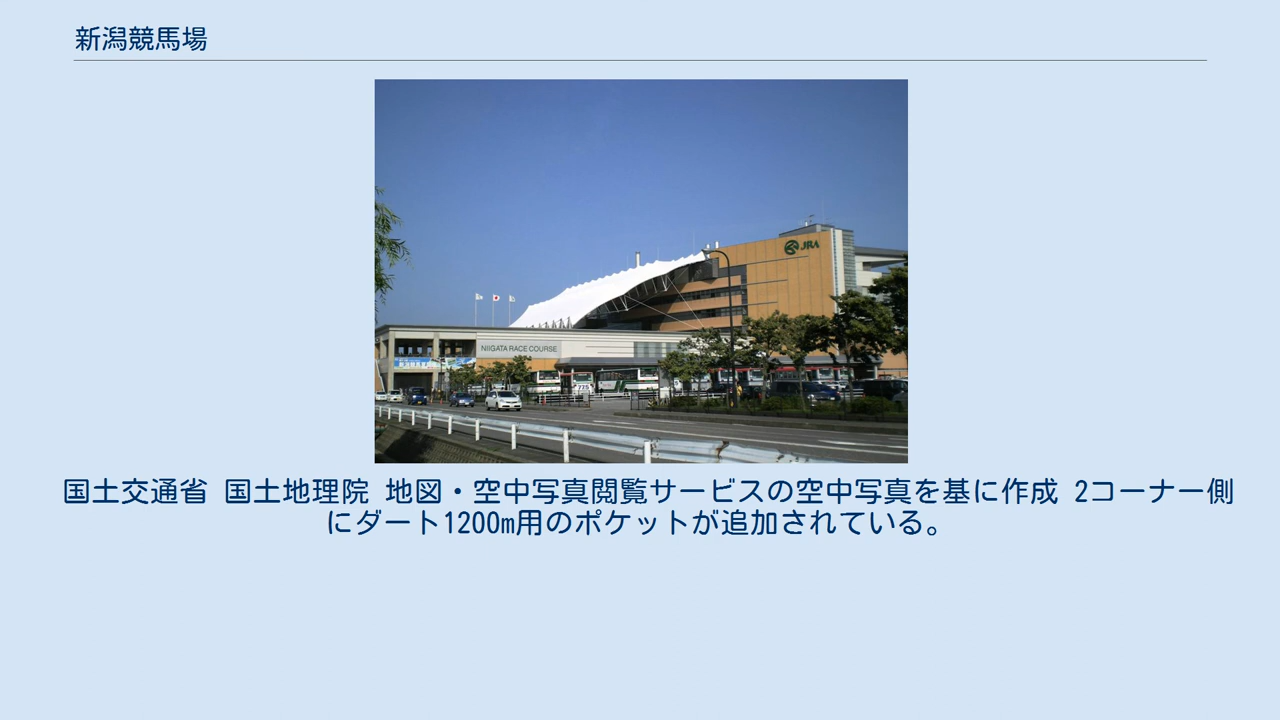 新潟競馬場
JRA
NIIGATA RACE COURSE
国土交通省 国土地理院 地図・空中写真閲覧サービスの空中写真を基に作成 2コーナー側
にダート1200m用のポケットが追加されている。